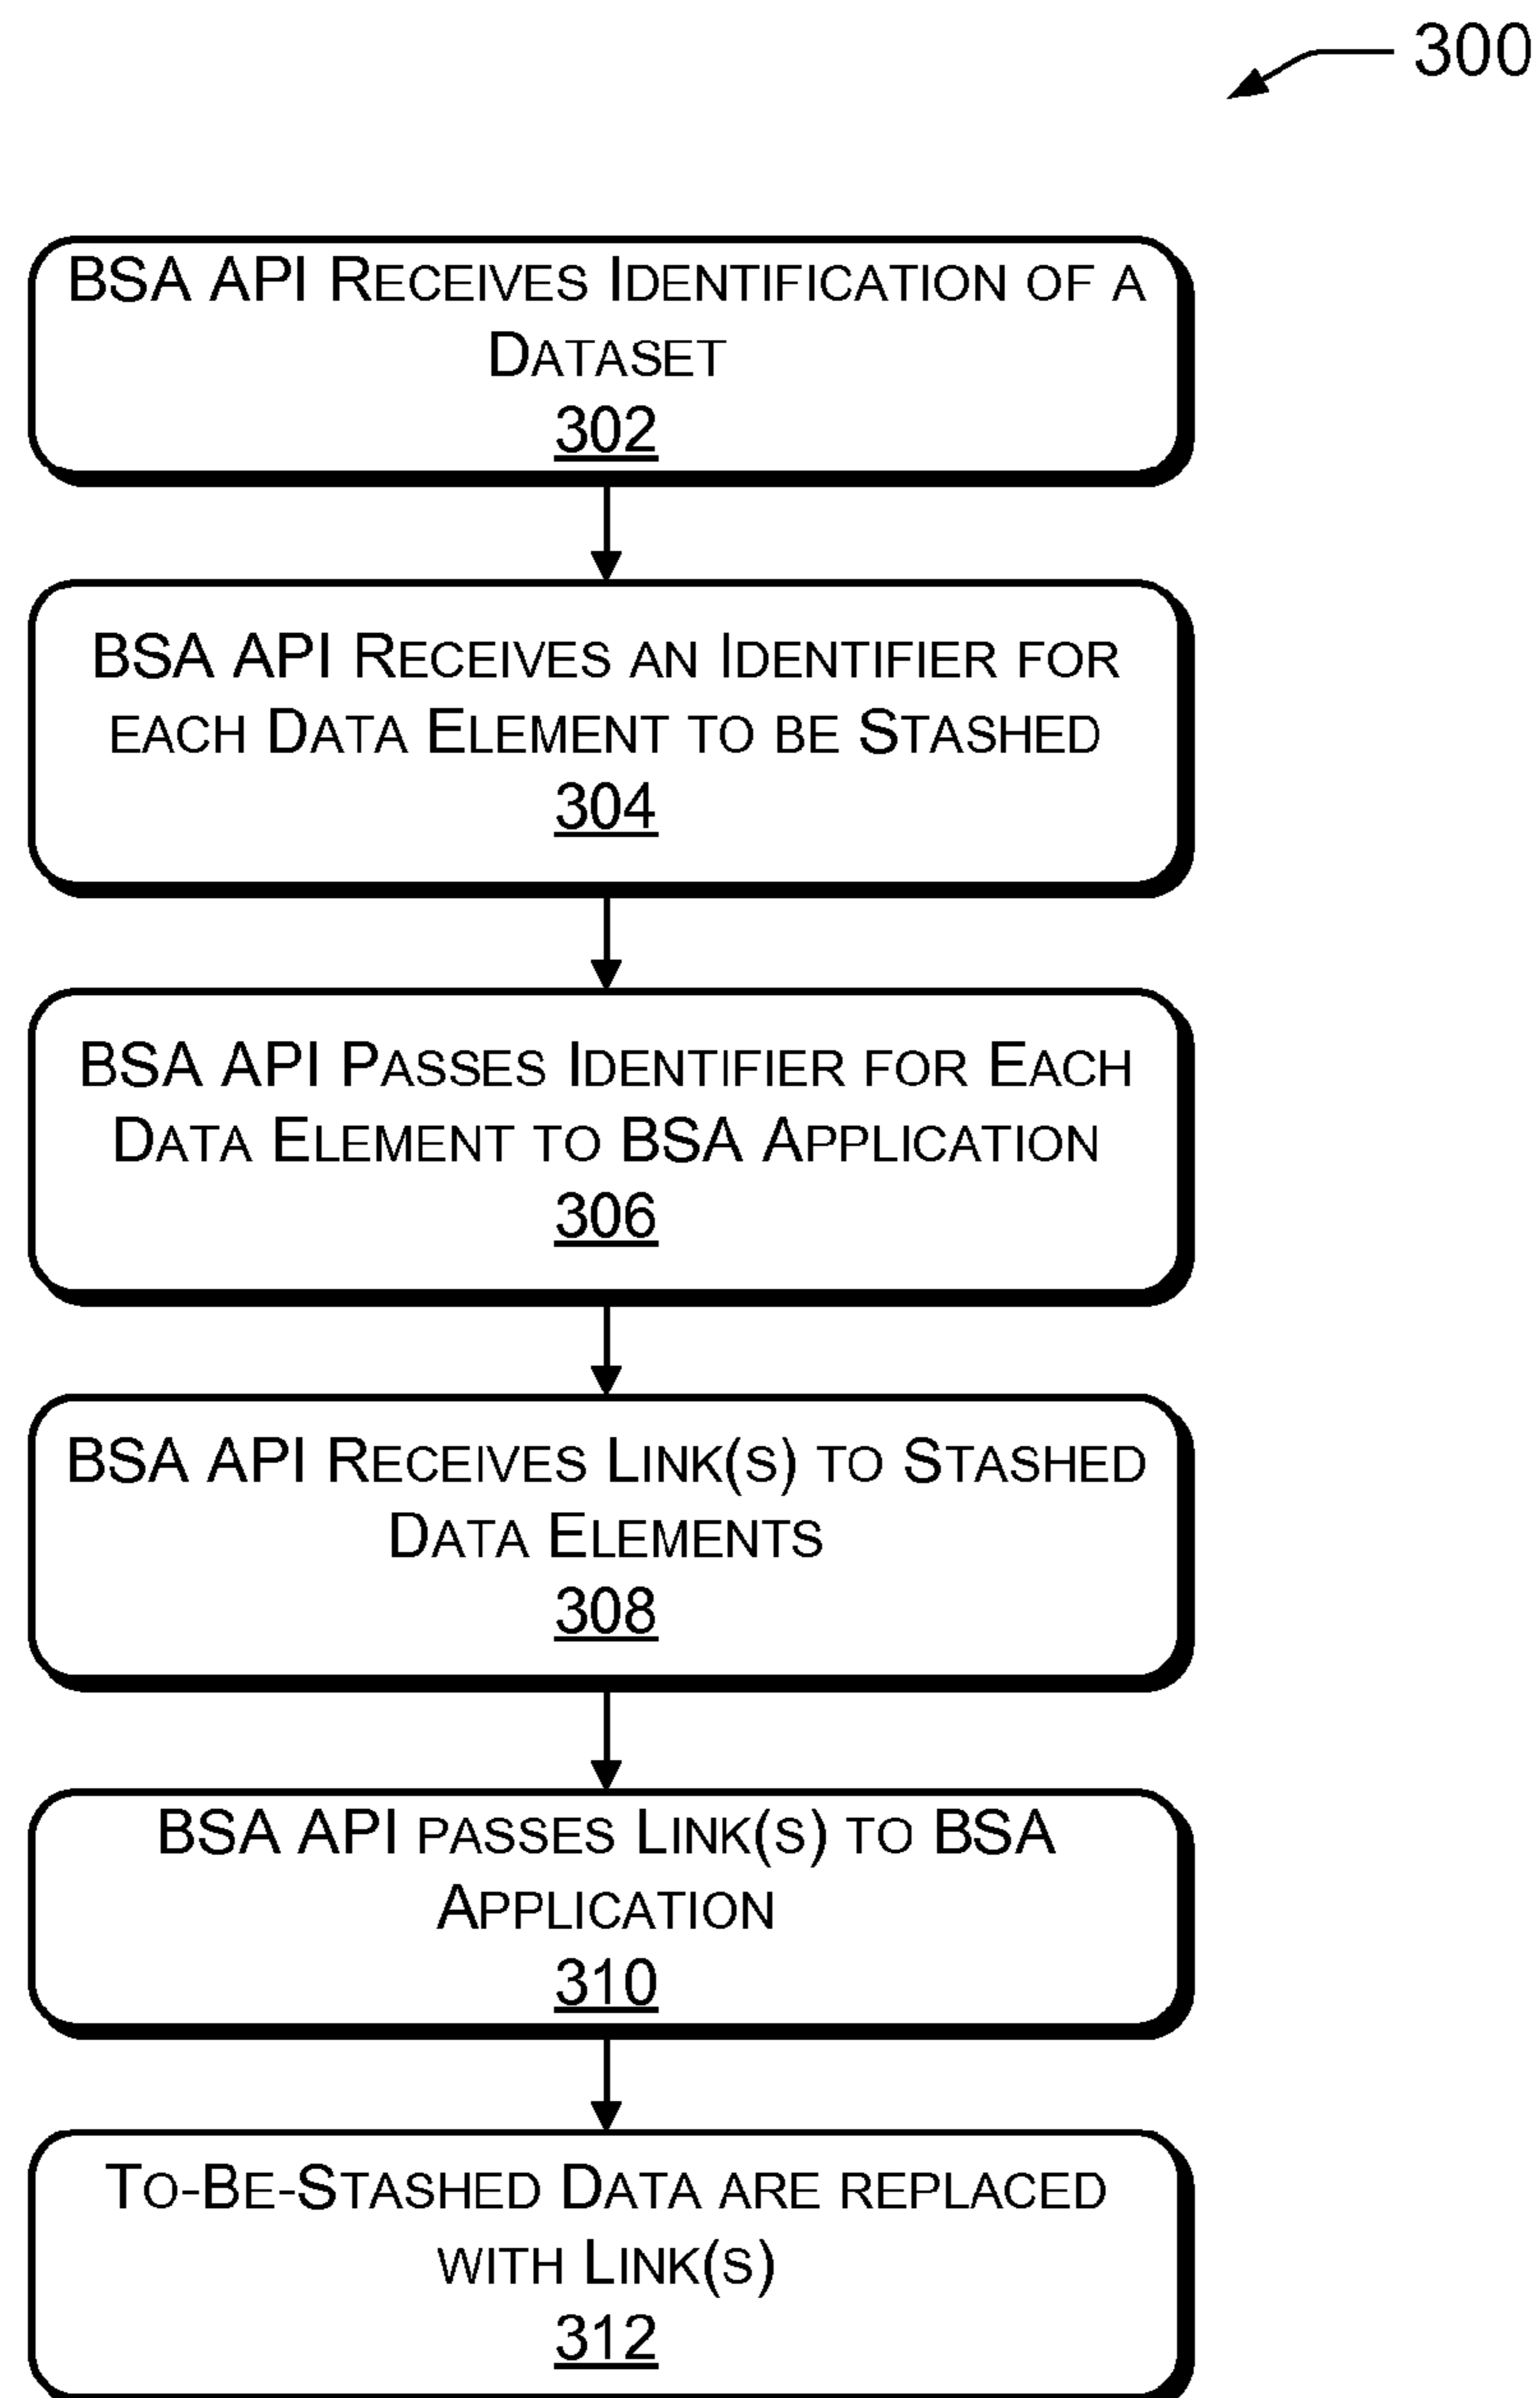 300
BSA API Receives Identification of a
Dataset
302
BSA API Receives an Identifier for
each Data Element to be Stashed
304
BSA API Passes Identifier for Each
Data Element to BSA Application
306
BSA API Receives Link(s) to Stashed
Data Elements
308
BSA API passes Link(s) to BSA
Application
310
To-Be-Stashed Data are replaced
with Link(s)
312